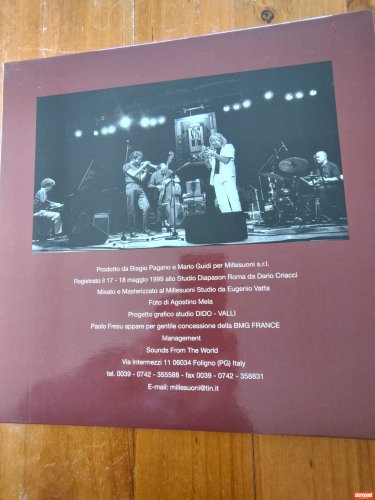 Prodotto da Biagio Pagano e Mario Guidi per Millesuoni s.r.l.
Registrato il 17 - 18 maggio 1999 allo Studio Diapason Roma da Dario Criacci
Mixato e Masterizzato al Millesuoni Studio da Eugenio Vatta
Foto di Agostino Mela
Progetto grafico studio DIDO - VALLI
Paolo Fresu appare per gentile concessione della BMG FRANCE
Management
Sounds From The World
Via Intermezzi 11 06034 Foligno (PG) Italy
tel. 0039 - 0742 - 355588 - fax 0039 - 0742 - 358831
E-mail: millesuoni@tin.it